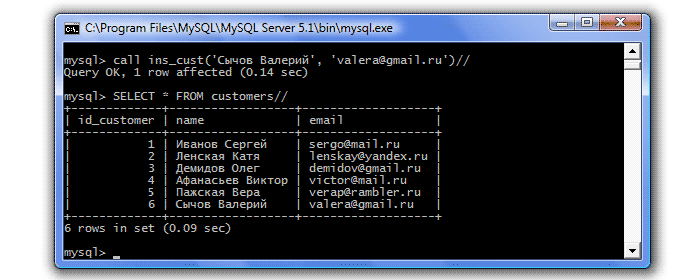 C:\Program Files\MySQL\MySQL Server 5.1\bin\mysql.exe
mysql> call ins_cust('Сычов Валерий', 'valera@gmail.ru')//
Query OK, 1 row affected (0.14 sec)
mysql> SELECT * FROM customers//
+-------------+------------------+-------------------+
| id_customer | name             | email             |
+-------------+------------------+-------------------+
|           1 | Иванов Сергей    | sergo@mail.ru     |
|           2 | Ленская Катя     | lenskay@yandex.ru |
|           3 | Демидов Олег     | demidov@gmail.ru  |
|           4 | Афанасьев Виктор | victor@mail.ru    |
|           5 | Пажская Вера     | verap@rambler.ru  |
|           6 | Сычов Валерий    | valera@gmail.ru   |
+-------------+------------------+-------------------+
6 rows in set (0.09 sec)
mysql> _